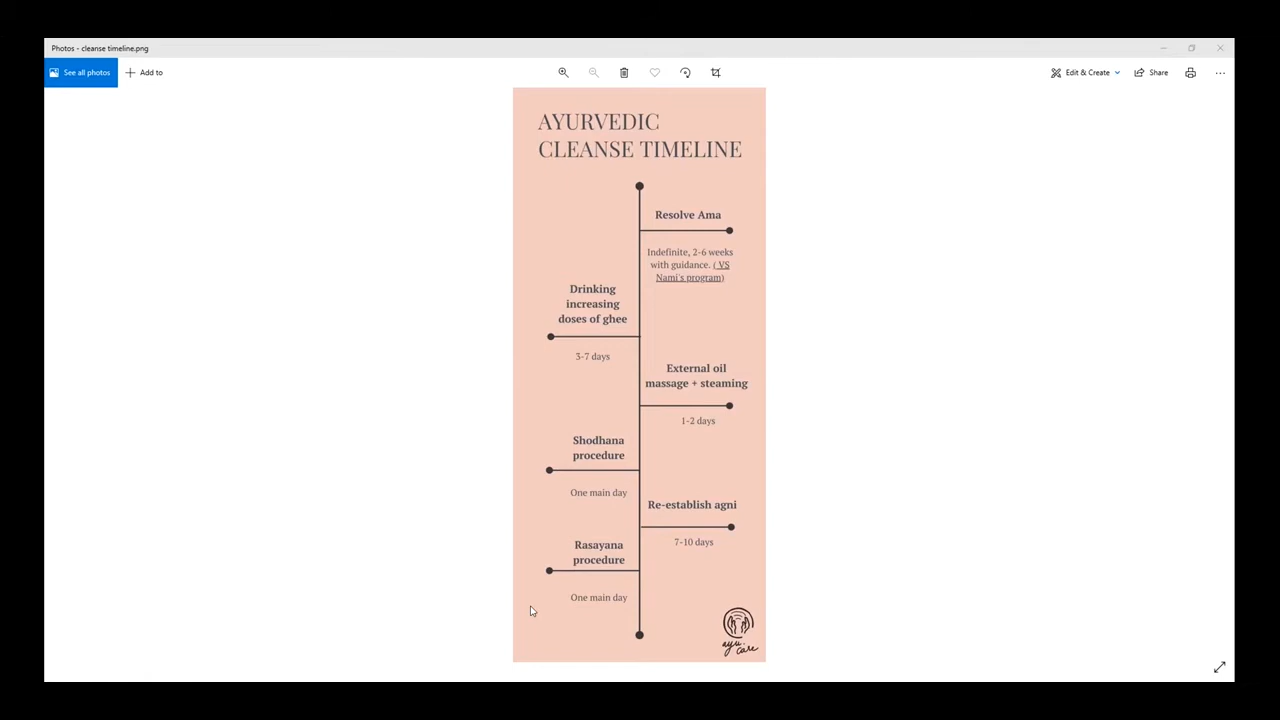 Photos - cleanse timeline.png
See all photos
Add to
Edit & Create
Share
AYURVEDIC
CLEANSE TIMELINE
Resolve Ama
Indefinite, 2-6 weeks
with guidance. ( VS
Nami's program)
Drinking
increasing
doses of ghee
3-7 days
External oil
massage + steaming
1-2 days
Shodhana
procedure
One main day
Re-establish agni
7-10 days
Rasayana
procedure
One main day
ayu.
care